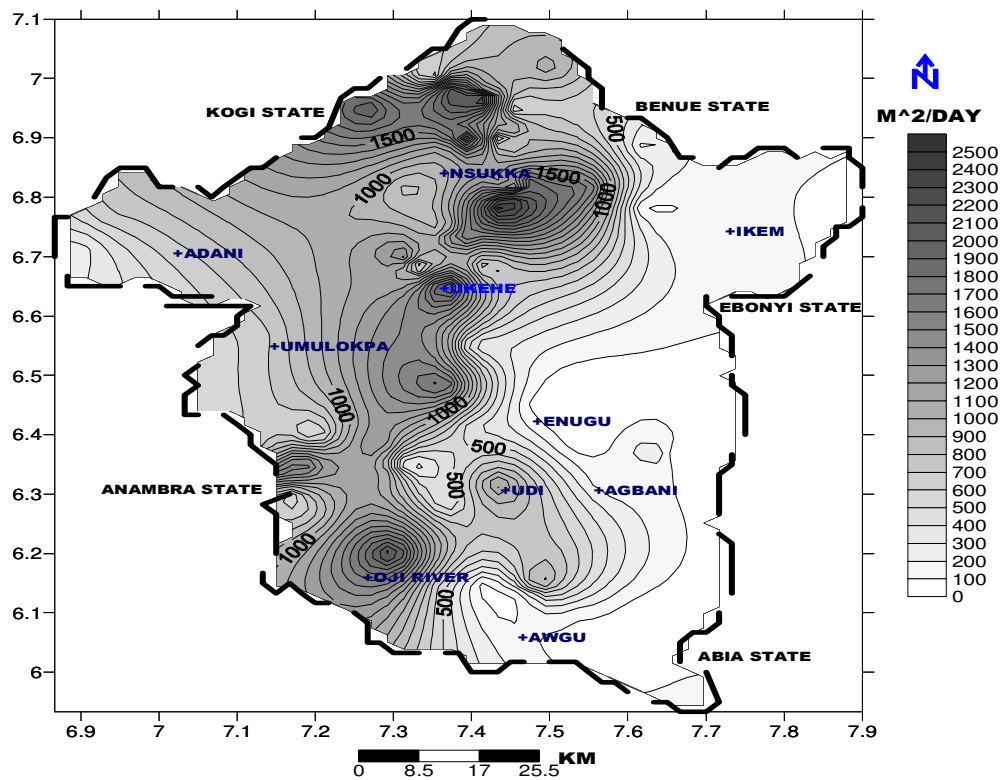 7.1
7
6.9
6.8
6.7
6.6
6.5
6.4
6.3
6.2
6.1
6
6.9 7 7.1 7.2 7.3 7.4 7.5 7.6 7.7 7.8 7.9
KOGI STATE
BENUE STATE
EBONYI STATE
ANAMBRA STATE
ABIA STATE
+NSUKKA
+IKEM
+ADANI
+UKEHE
+UMULOKPA
+ENUGU
+UDI
+AGBANI
+OJI RIVER
+AWGU
1500
500
1000
1500
1000
1000
1000
500
500
1000
500
N
M^2/DAY
2500
2400
2300
2200
2100
2000
1900
1800
1700
1600
1500
1300
1200
1100
1000
900
800
700
600
500
400
300
200
100
0
0 8.5 17 25.5 KM